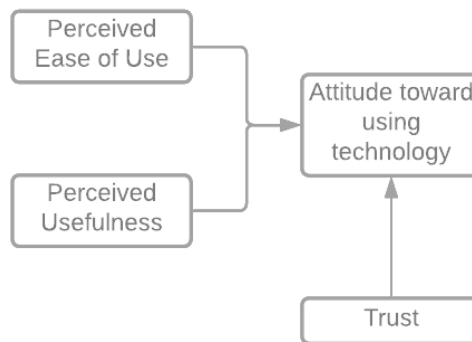 Perceived
Ease of Use
Attitude toward
using
technology
Perceived
Usefulness
Trust